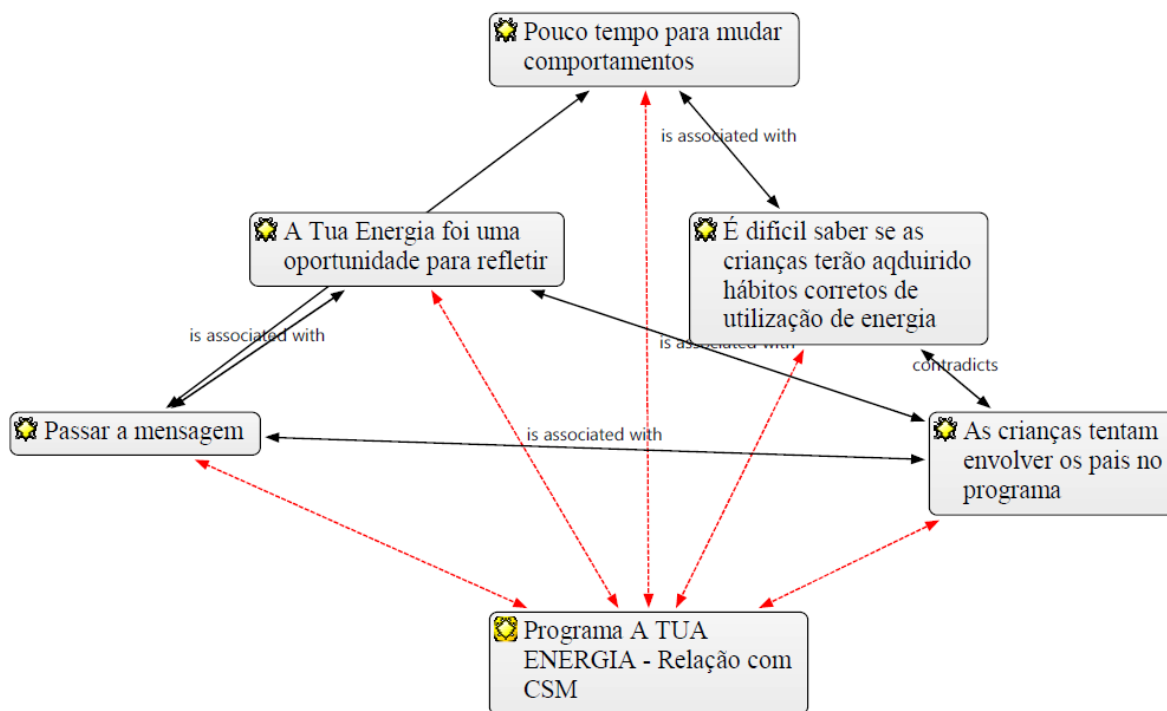 Pouco tempo para mudar
comportamentos
is associated with
A Tua Energia foi uma
oportunidade para refletir
É dificil saber se as
crianças terão aqduirido
hábitos corretos de
utilização de energia
is associated with
is associated with
contradicts
Passar a mensagem
is associated with
As crianças tentam
envolver os pais no
programa
Programa A TUA
ENERGIA - Relação com
CSM